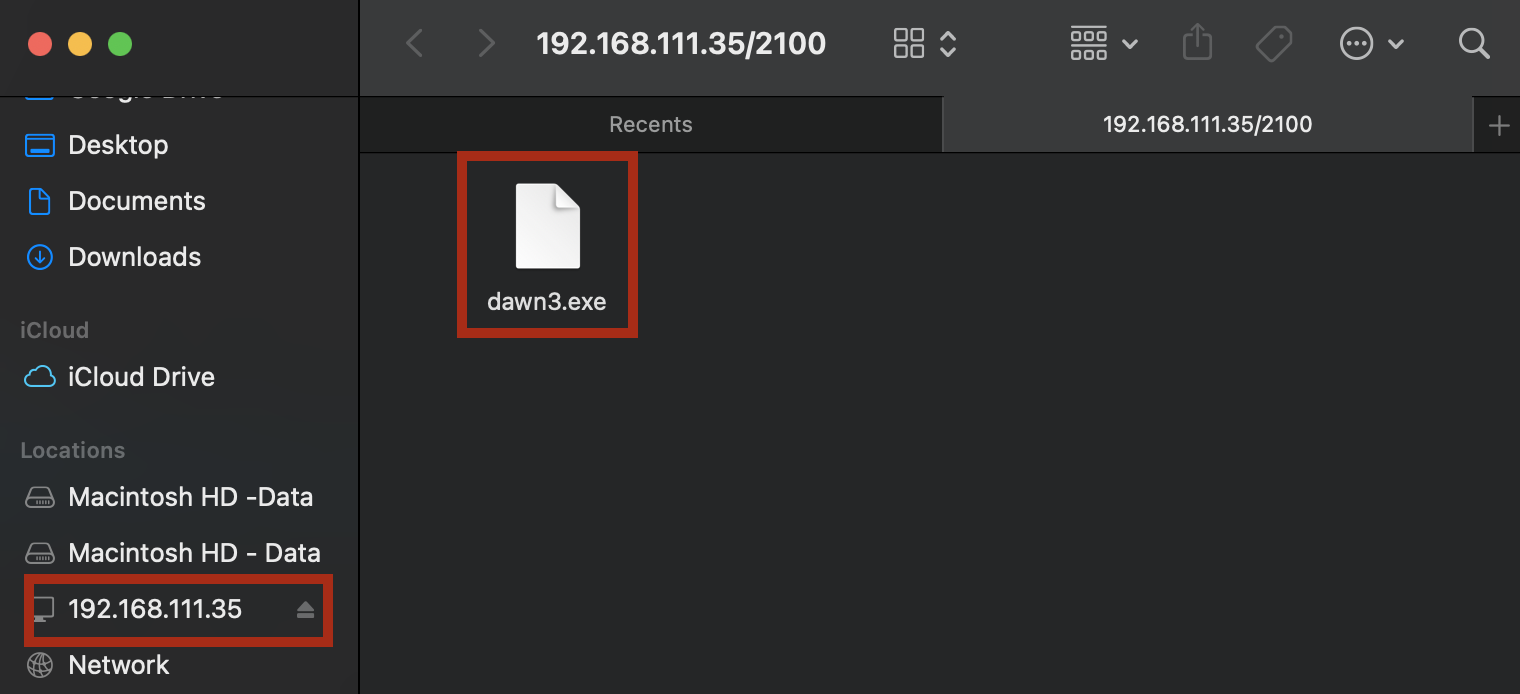 192.168.111.35/2100
Recents
192.168.111.35/2100
Desktop
Documents
Downloads
iCloud
iCloud Drive
Locations
Macintosh HD -Data
Macintosh HD - Data
192.168.111.35
Network
dawn3.exe